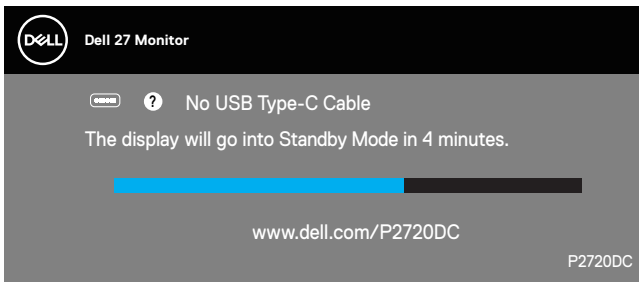 DELL
Dell 27 Monitor
? No USB Type-C Cable
The display will go into Standby Mode in 4 minutes.
www.dell.com/P2720DC
P2720DC